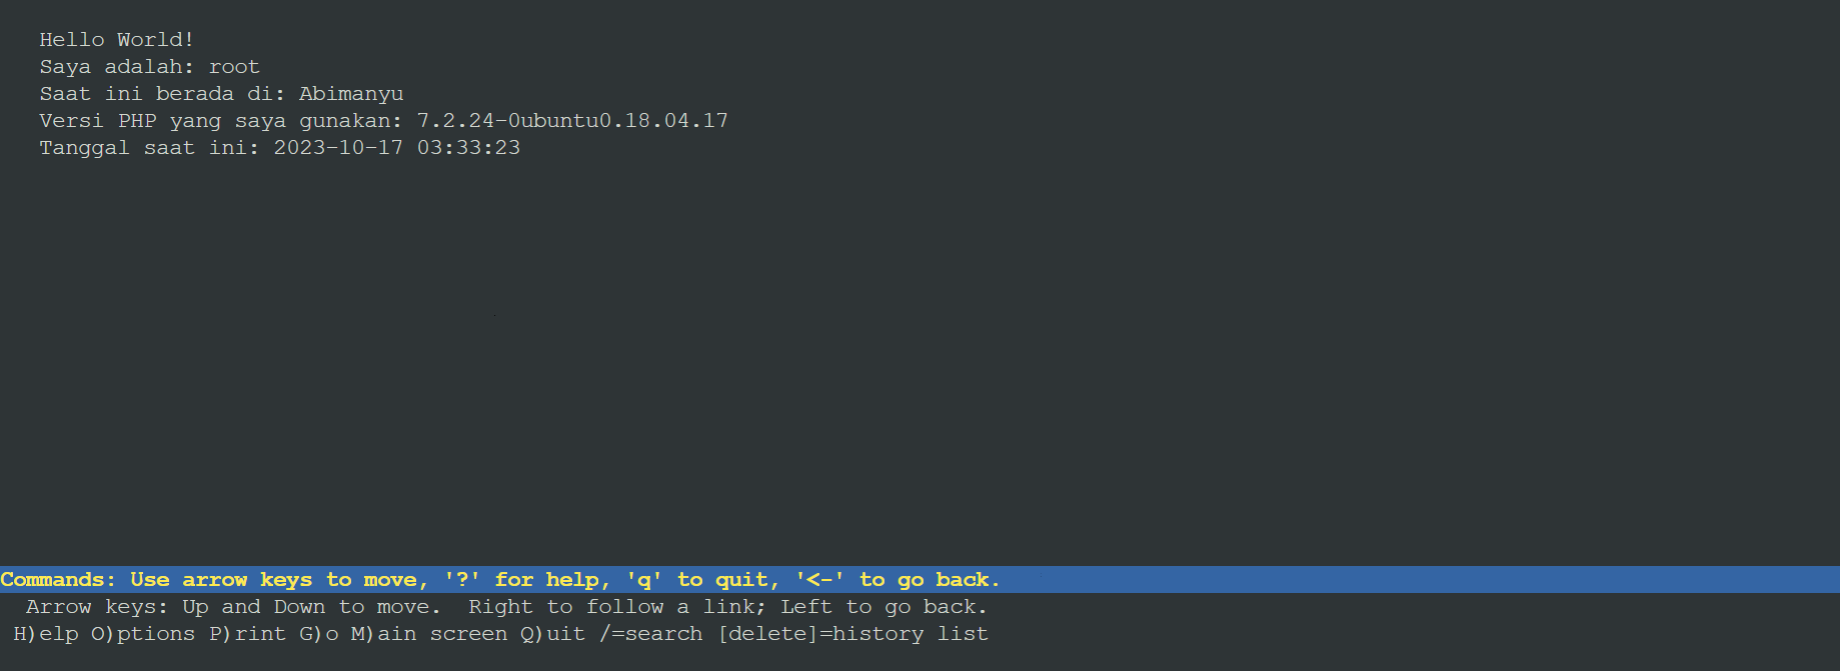 Hello World!
Saya adalah: root
Saat ini berada di: Abimanyu
Versi PHP yang saya gunakan: 7.2.24-0ubuntu0.18.04.17
Tanggal saat ini: 2023-10-17 03:33:23
Commands: Use arrow keys to move, '?' for help, 'q' to quit, '<-' to go back.
Arrow keys: Up and Down to move.  Right to follow a link; Left to go back.
H)elp O)ptions P)rint G)o M)ain screen Q)uit /=search [delete]=history list